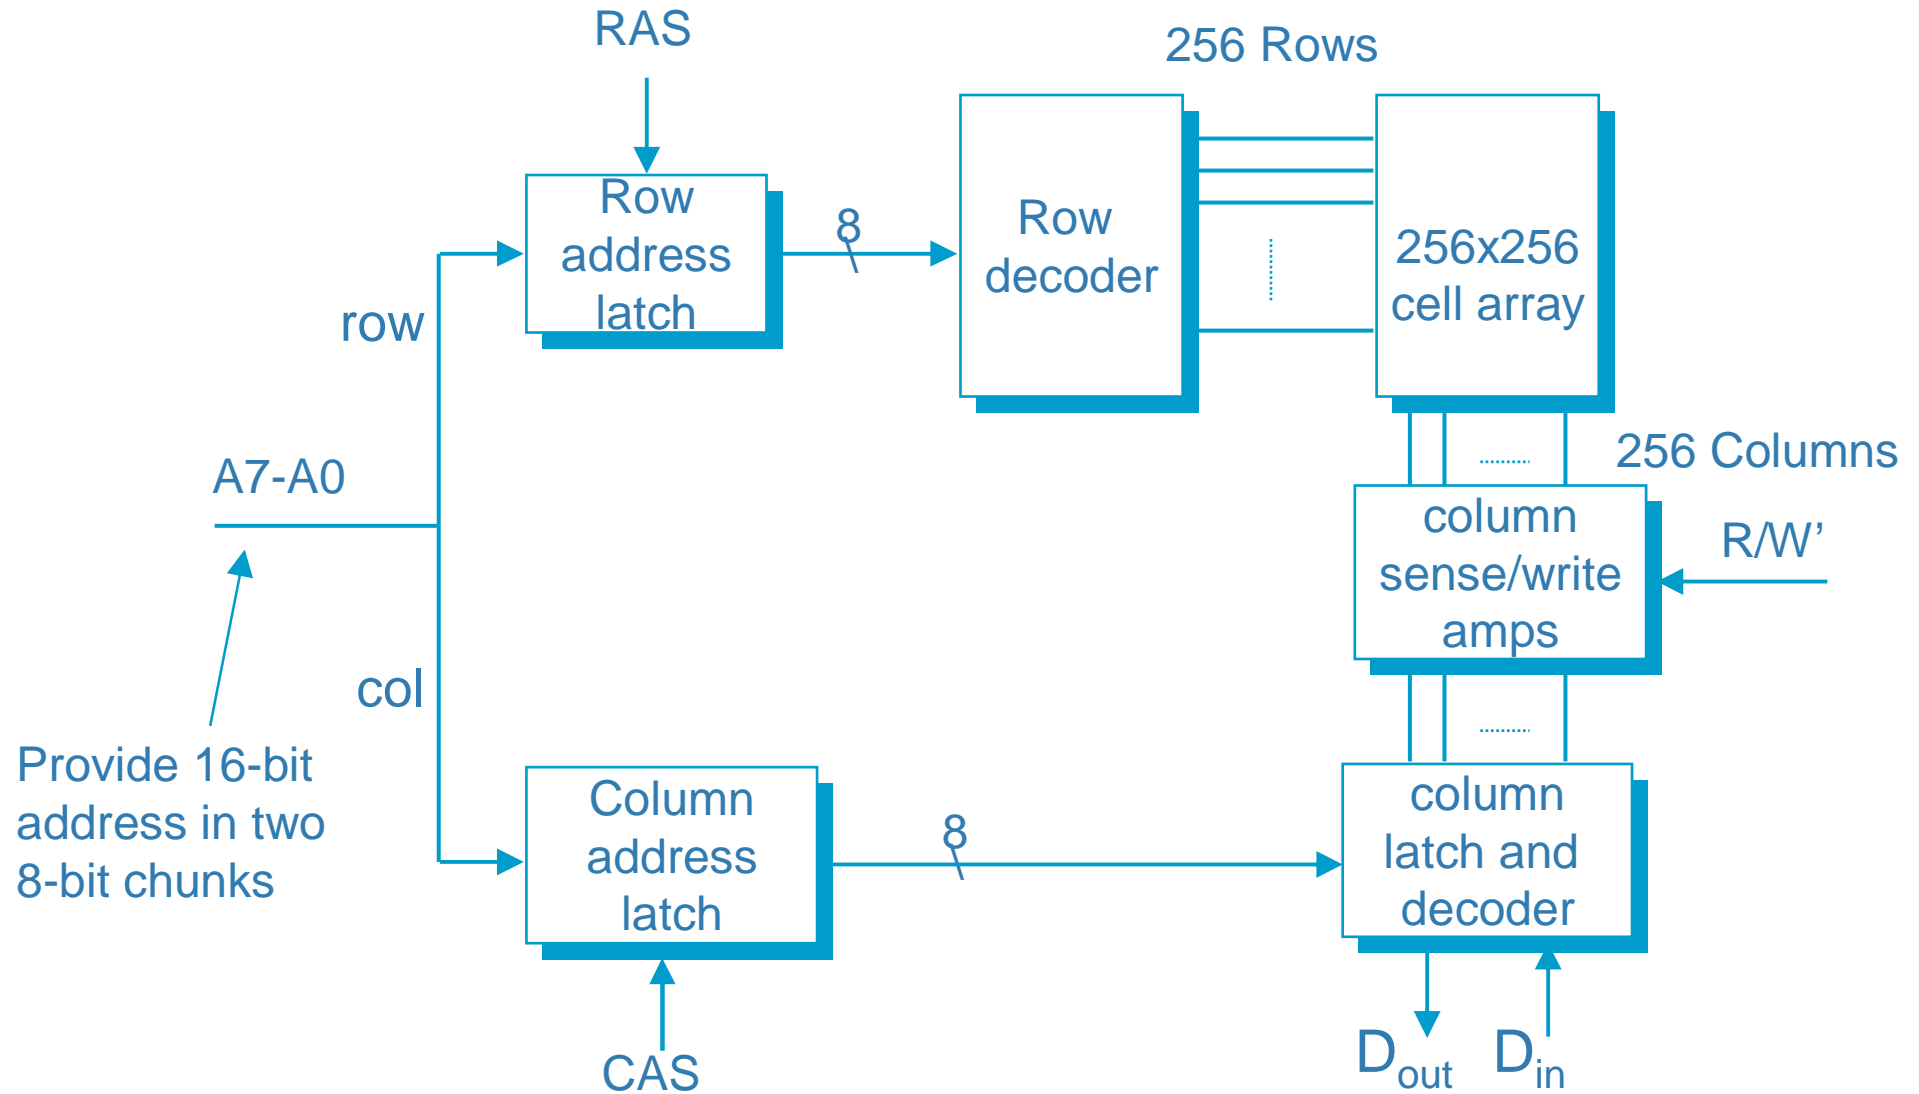 RAS
256 Rows
Row
address
latch
8
Row
decoder
256x256
cell array
row
A7-A0
256 Columns
column
sense/write
amps
R/W’
col
Provide 16-bit
address in two
8-bit chunks
Column
address
latch
8
column
latch and
decoder
CAS
Dout
Din